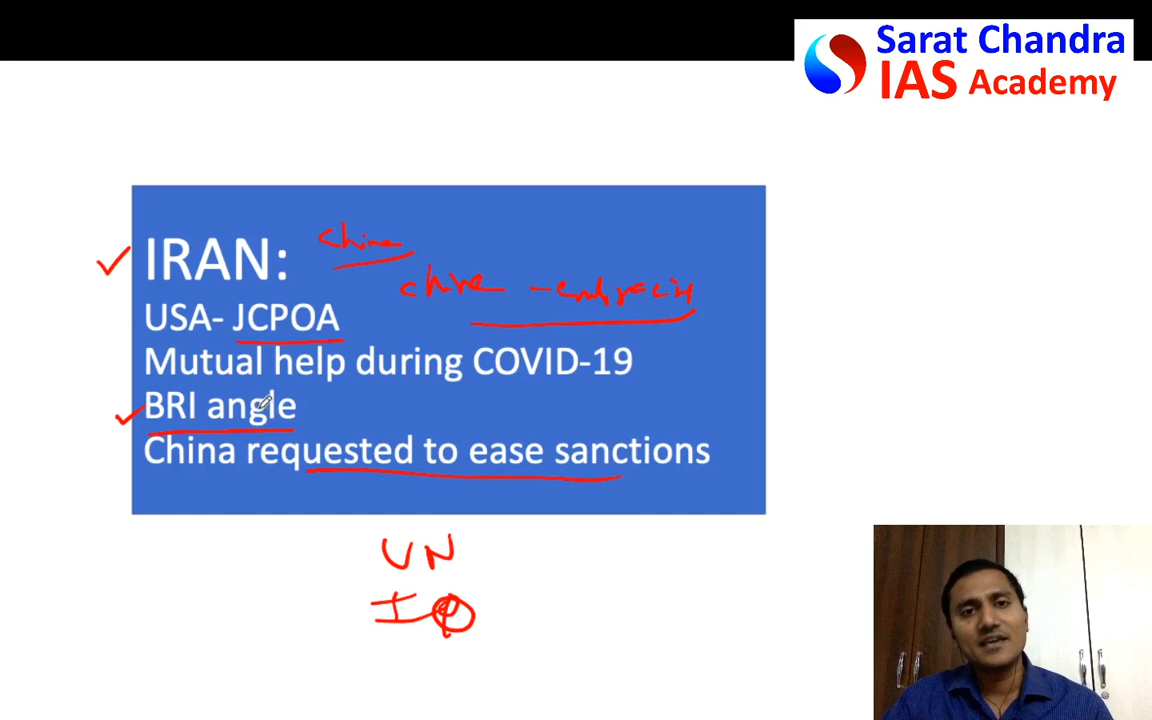 Sarat Chandra
IAS Academy
IRAN:
China
USA- JCPOA
Mutual help during COVID-19
BRI angle
China requested to ease sanctions
UN